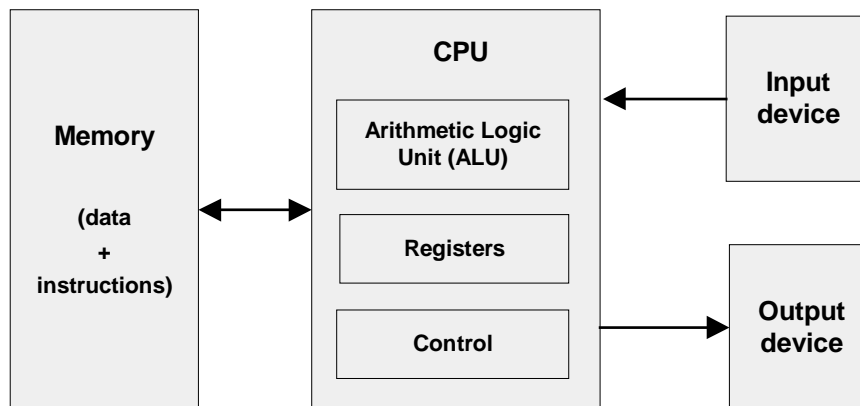 Memory
(data
+
instructions)
CPU
Arithmetic Logic
Unit (ALU)
Registers
Control
Input
device
Output
device